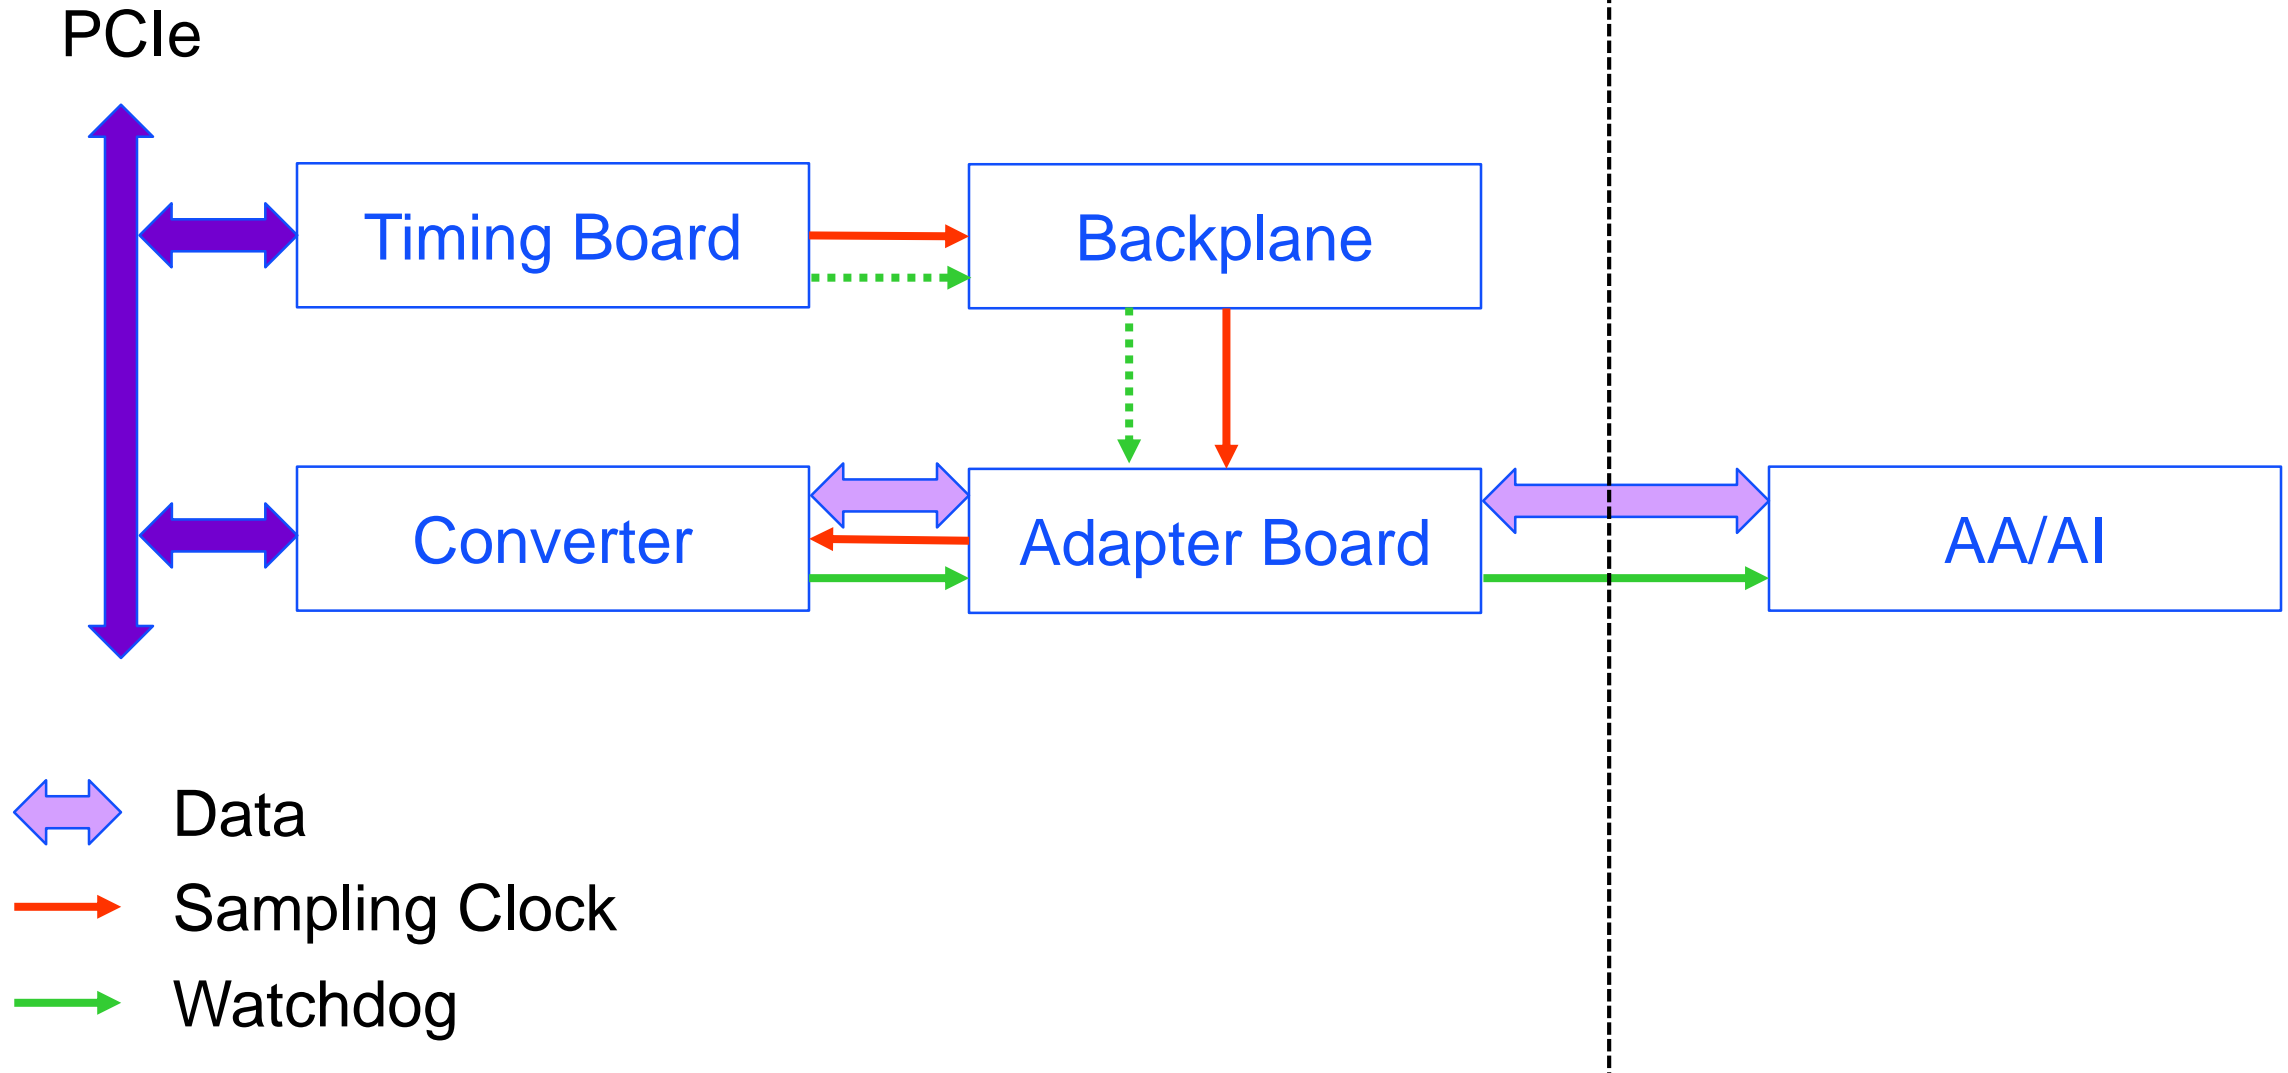 PCIe
Timing Board
Backplane
Converter
Adapter Board
AA/AI
Data
Sampling Clock
Watchdog